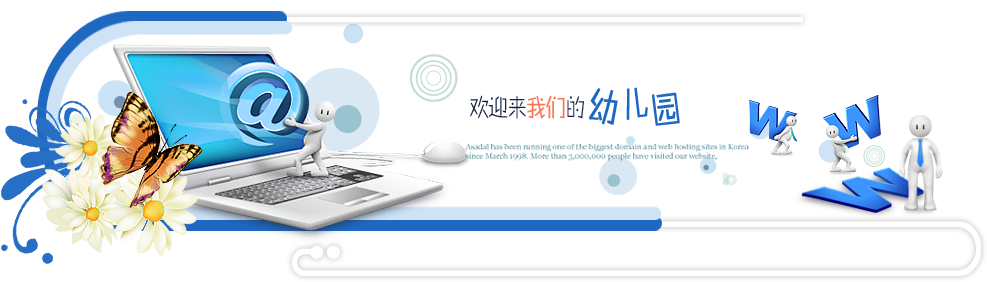 @
欢迎来我们的幼儿园
Asadal has been running one of the biggest domain and web hosting sites in Korea
since March 1998. More than 3,000,000 people have visited our website.
W W
W